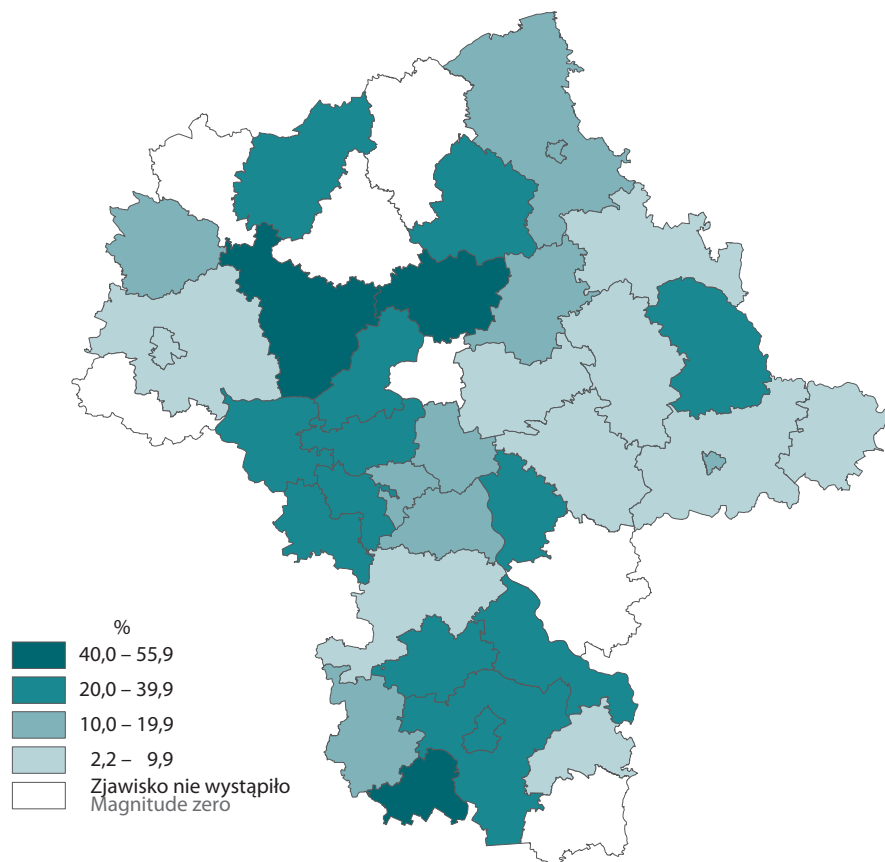 %
40,0 – 55,9
20,0 – 39,9
10,0 – 19,9
2,2 – 9,9
Zjawisko nie wystąpiło
Magnitude zero